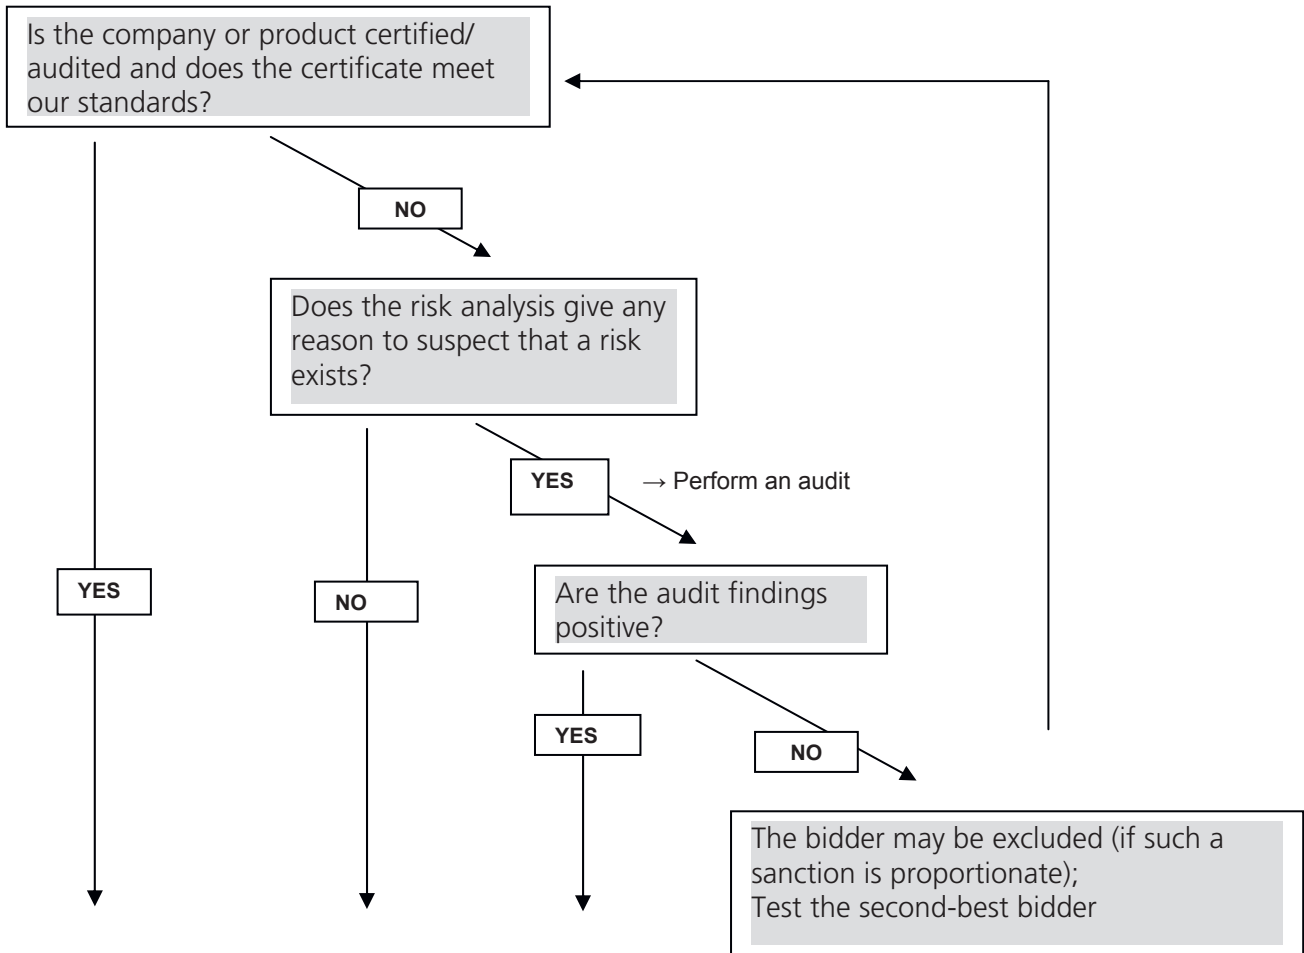 Is the company or product certified/
audited and does the certificate meet
our standards?
NO
Does the risk analysis give any
reason to suspect that a risk
exists?
YES
→ Perform an audit
YES
NO
Are the audit findings
positive?
YES
NO
The bidder may be excluded (if such a
sanction is proportionate);
Test the second-best bidder